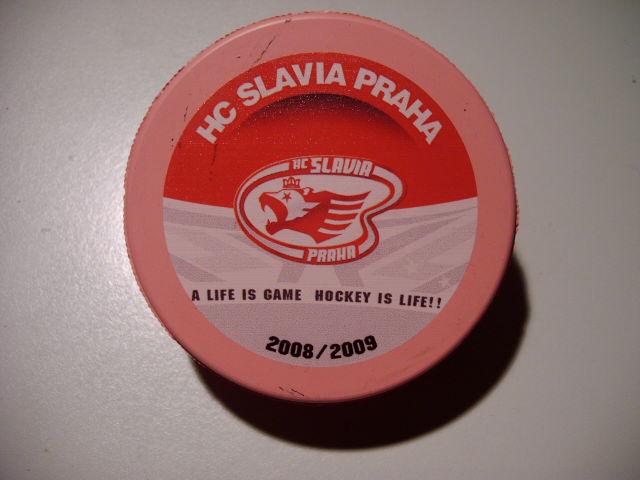 HC SLAVIA PRAHA
HC SLAVIA
PRAHA
A LIFE IS GAME HOCKEY IS LIFE!!
2008/2009